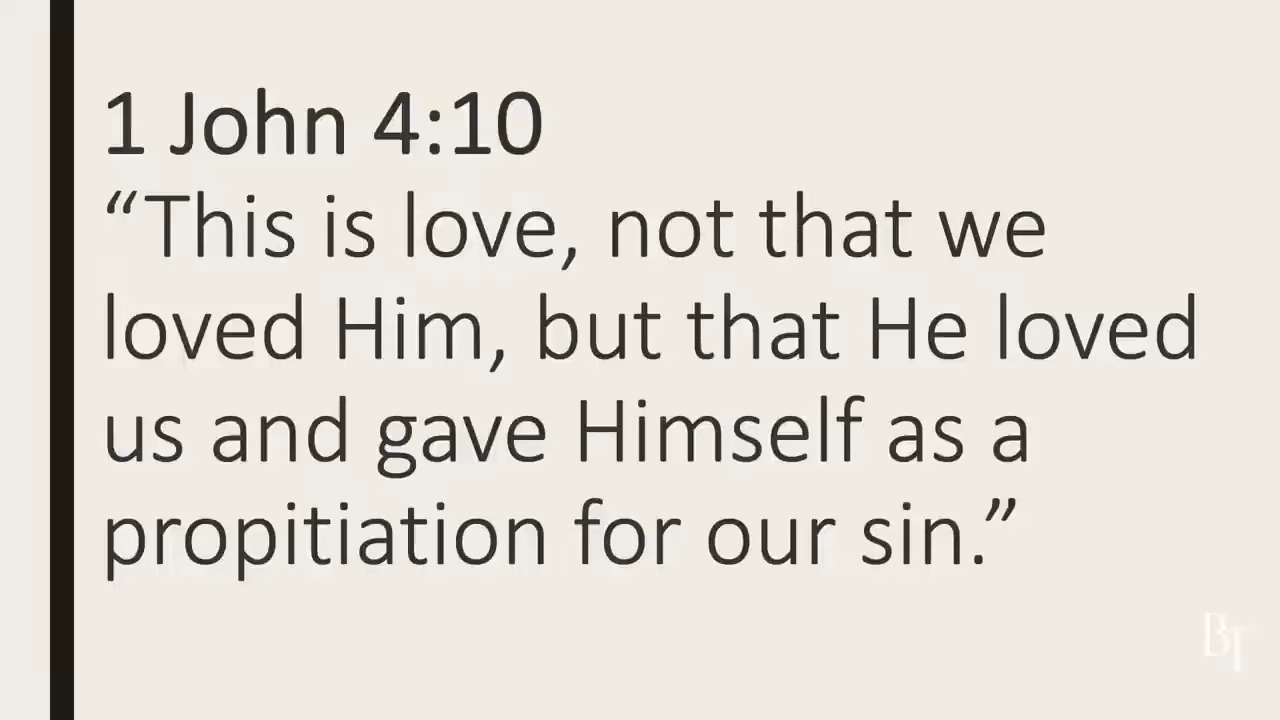 1 John 4:10
“This is love, not that we
loved Him, but that He loved
us and gave Himself as a
propitiation for our sin.”
BT